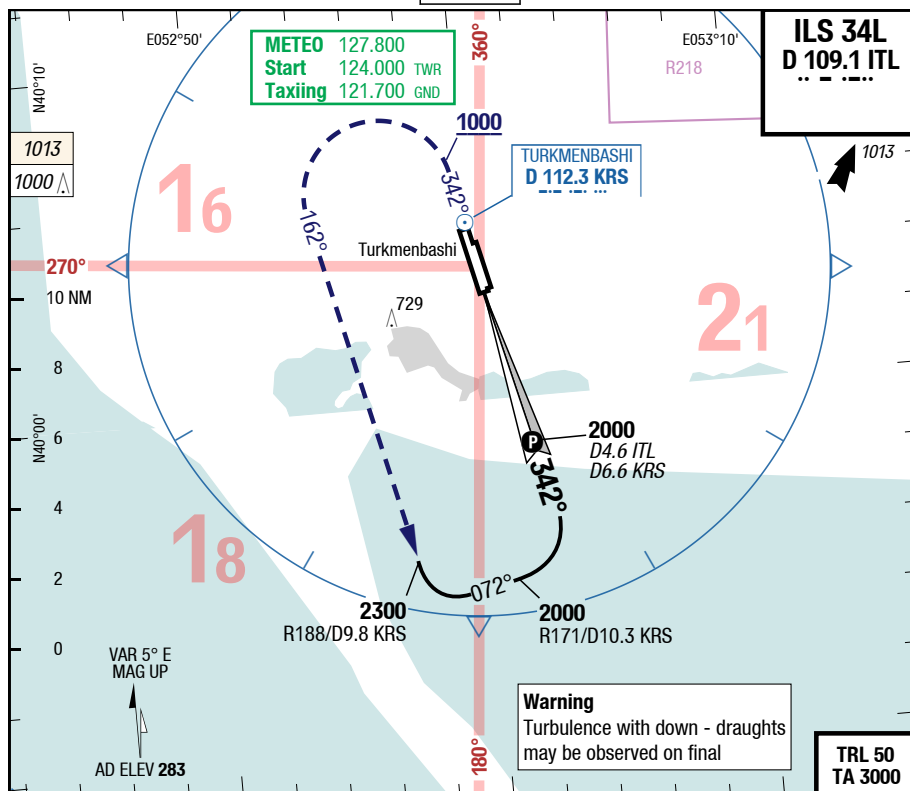 E052°50'
360°
E053°10'
ILS 34L
D 109.1 ITL
METEO 127.800
Start 124.000 TWR
Taxiing 121.700 GND
R218
N40°10'
1000
1013
1000
1013
TURKMENBASHI
D 112.3 KRS
16
342°
162°
Turkmenbashi
270°
10 NM
729
21
8
N40°00'
6
2000
D4.6 ITL
D6.6 KRS
P
342°
4
18
2
072°
2300
R188/D9.8 KRS
2000
R171/D10.3 KRS
0
VAR 5° E
MAG UP
AD ELEV 283
180°
Warning
Turbulence with down - draughts
may be observed on final
TRL 50
TA 3000